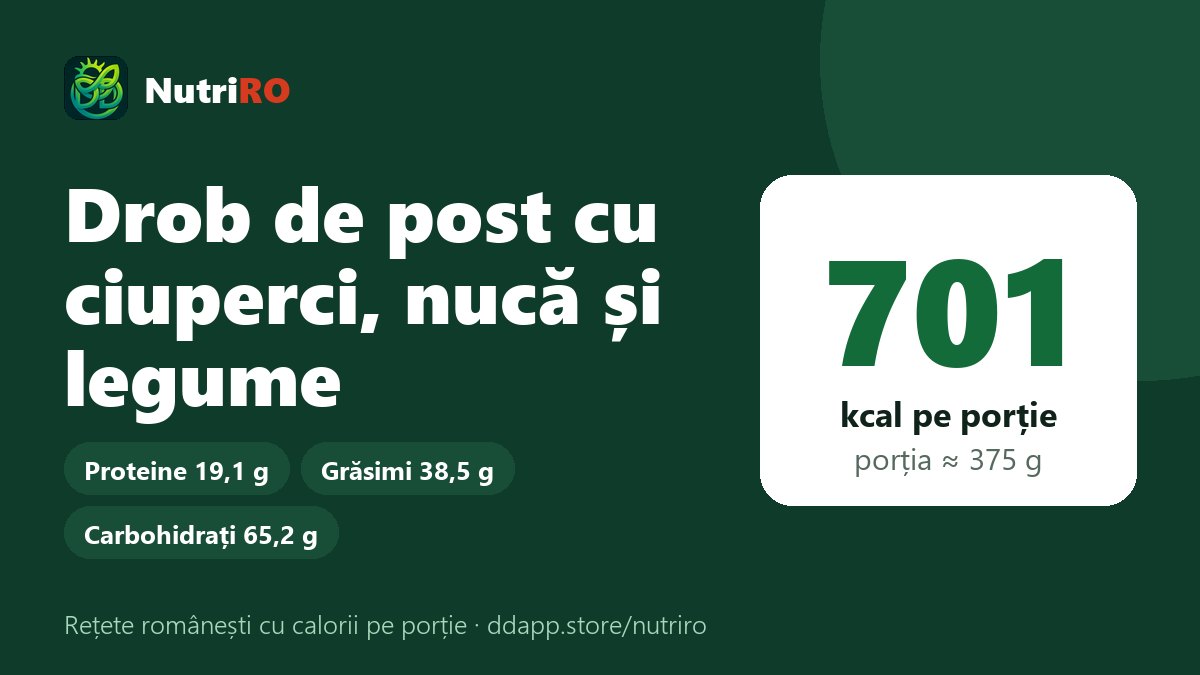 NutriRO
Drob de post cu
ciuperci, nucă și
legume
701
kcal pe porție
porția ≈ 375 g
Proteine 19,1 g
Grăsimi 38,5 g
Carbohidrați 65,2 g
Rețete românești cu calorii pe porție · ddapp.store/nutriro